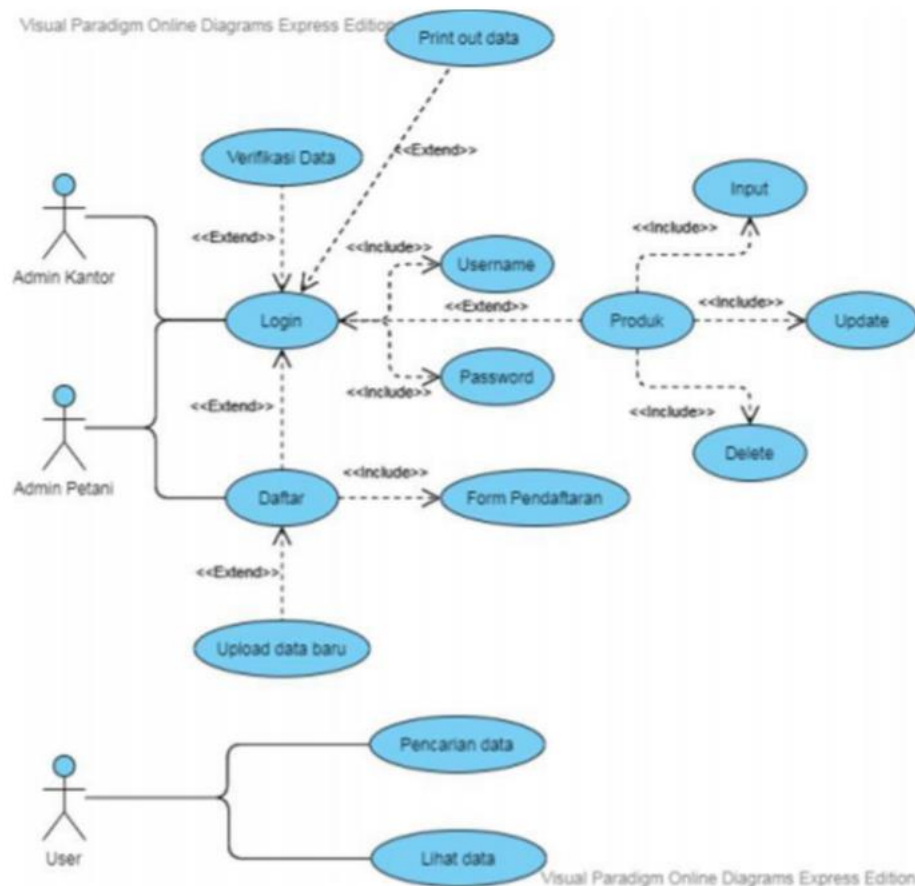 Visual Paradigm Online Diagrams Express Edition
Print out data
<<Extend>>
Verifikasi Data
Input
<<Extend>>
<<Include>>
<<Include>>
Admin Kantor
Username
<<Extend>>
<<Include>>
Login
Produk
Update
Password
<<Include>>
<<Extend>>
<<Include>>
Delete
Admin Petani
Daftar
<<Include>>
Form Pendaftaran
<<Extend>>
Upload data baru
Pencarian data
User
Lihat data
Visual Paradigm Online Diagrams Express Edition